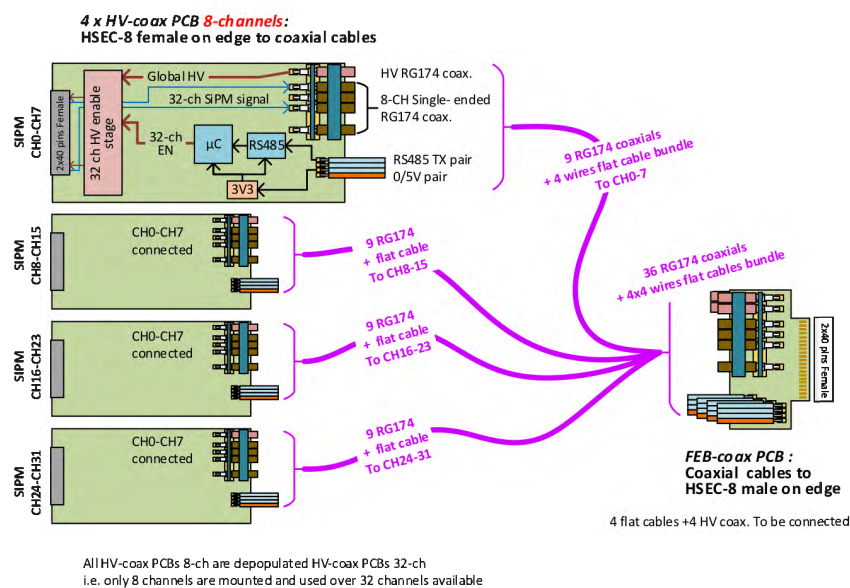 4 x HV-coax PCB 8-channels:
HSEC-8 female on edge to coaxial cables
SIPM
CH0-CH7
2x40 pins Female
32 ch HV enable
stage
Global HV
32-ch SiPM signal
32-ch
EN
µC
RS485
3V3
HV RG174 coax.
8-CH Single- ended
RG174 coax.
RS485 TX pair
0/5V pair
9 RG174 coaxials
+ 4 wires flat cable bundle
To CH0-7
SIPM
CH8-CH15
CH0-CH7
connected
9 RG174
+ flat cable
To CH8-15
36 RG174 coaxials
+ 4x4 wires flat cables bundle
SIPM
CH16-CH23
CH0-CH7
connected
9 RG174
+ flat cable
To CH16-23
2x40 pins Female
SIPM
CH24-CH31
CH0-CH7
connected
9 RG174
+ flat cable
To CH24-31
FEB-coax PCB :
Coaxial cables to
HSEC-8 male on edge
4 flat cables +4 HV coax. To be connected
All HV-coax PCBs 8-ch are depopulated HV-coax PCBs 32-ch
i.e. only 8 channels are mounted and used over 32 channels available